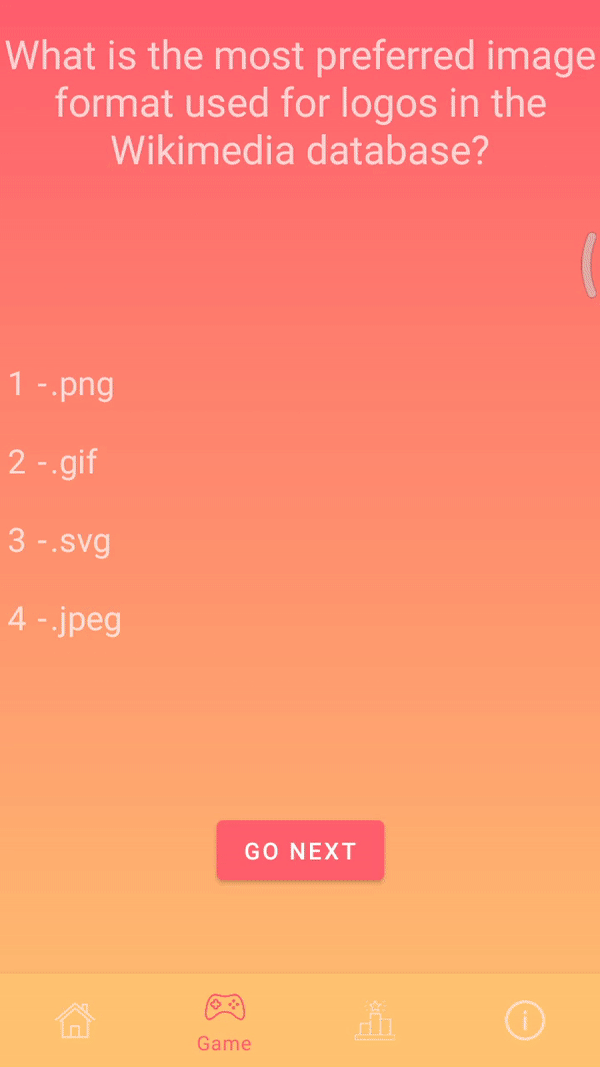 What is the most preferred image
format used for logos in the
Wikimedia database?
1 -.png
2 -.gif
3 -.svg
4 -.jpeg
GO NEXT
Game